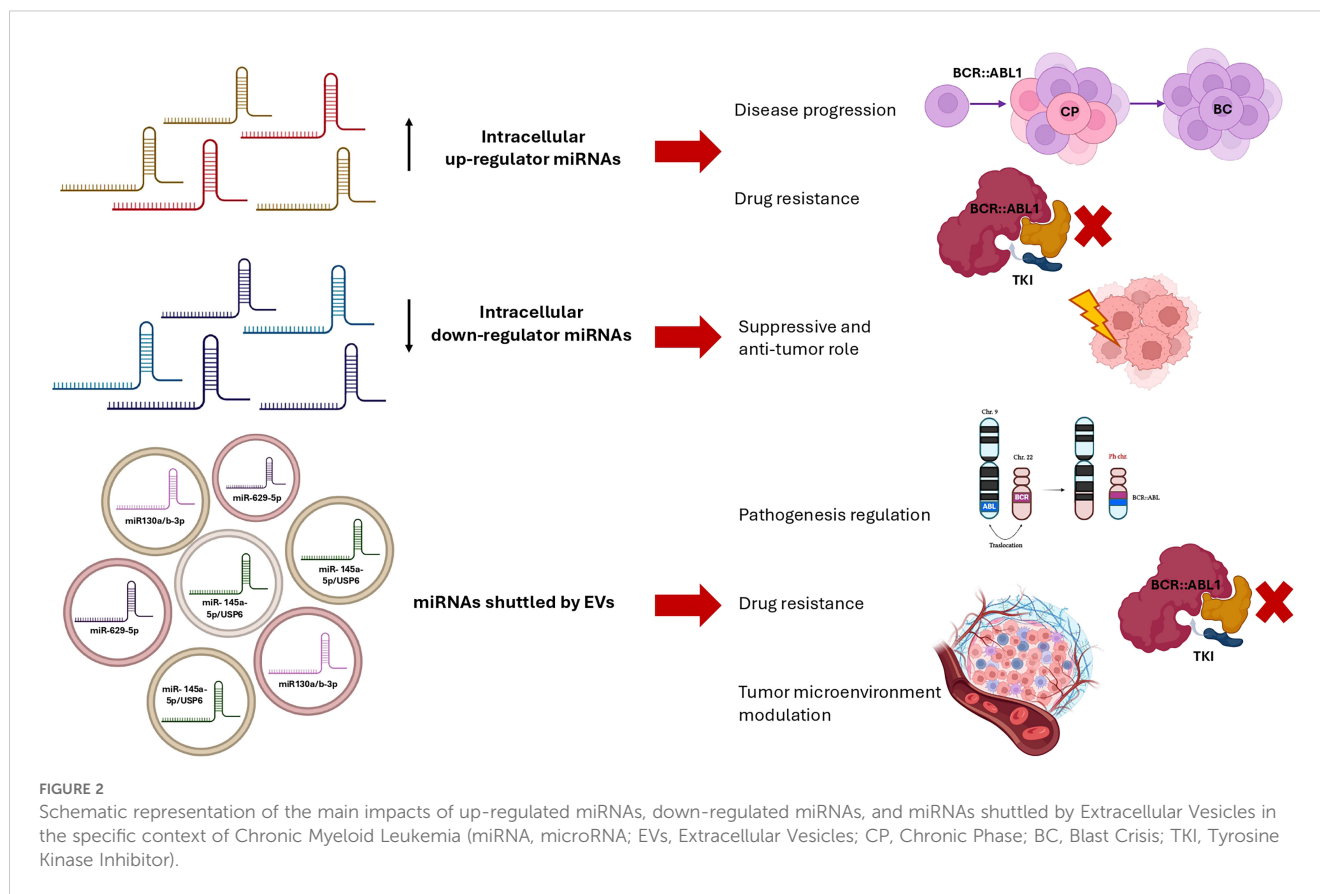 BCR::ABL1
CP
BC
Disease progression
Intracellular
up-regulator miRNAs
Drug resistance
BCR::ABL1
TKI
Intracellular
down-regulator miRNAs
Suppressive and
anti-tumor role
miR-629-5p
miR130a/b-3p
miR- 145a-
5p/USP6
miR- 145a-
5p/USP6
miR-629-5p
miR130a/b-3p
miR- 145a-
5p/USP6
miRNAs shuttled by EVs
Chr. 9
Chr. 22
Ph chr.
BCR
ABL
BCR::ABL
Traslocation
Pathogenesis regulation
Drug resistance
BCR::ABL1
TKI
Tumor microenvironment
modulation
FIGURE 2
Schematic representation of the main impacts of up-regulated miRNAs, down-regulated miRNAs, and miRNAs shuttled by Extracellular Vesicles in
the specific context of Chronic Myeloid Leukemia (miRNA, microRNA; EVs, Extracellular Vesicles; CP, Chronic Phase; BC, Blast Crisis; TKI, Tyrosine
Kinase Inhibitor).